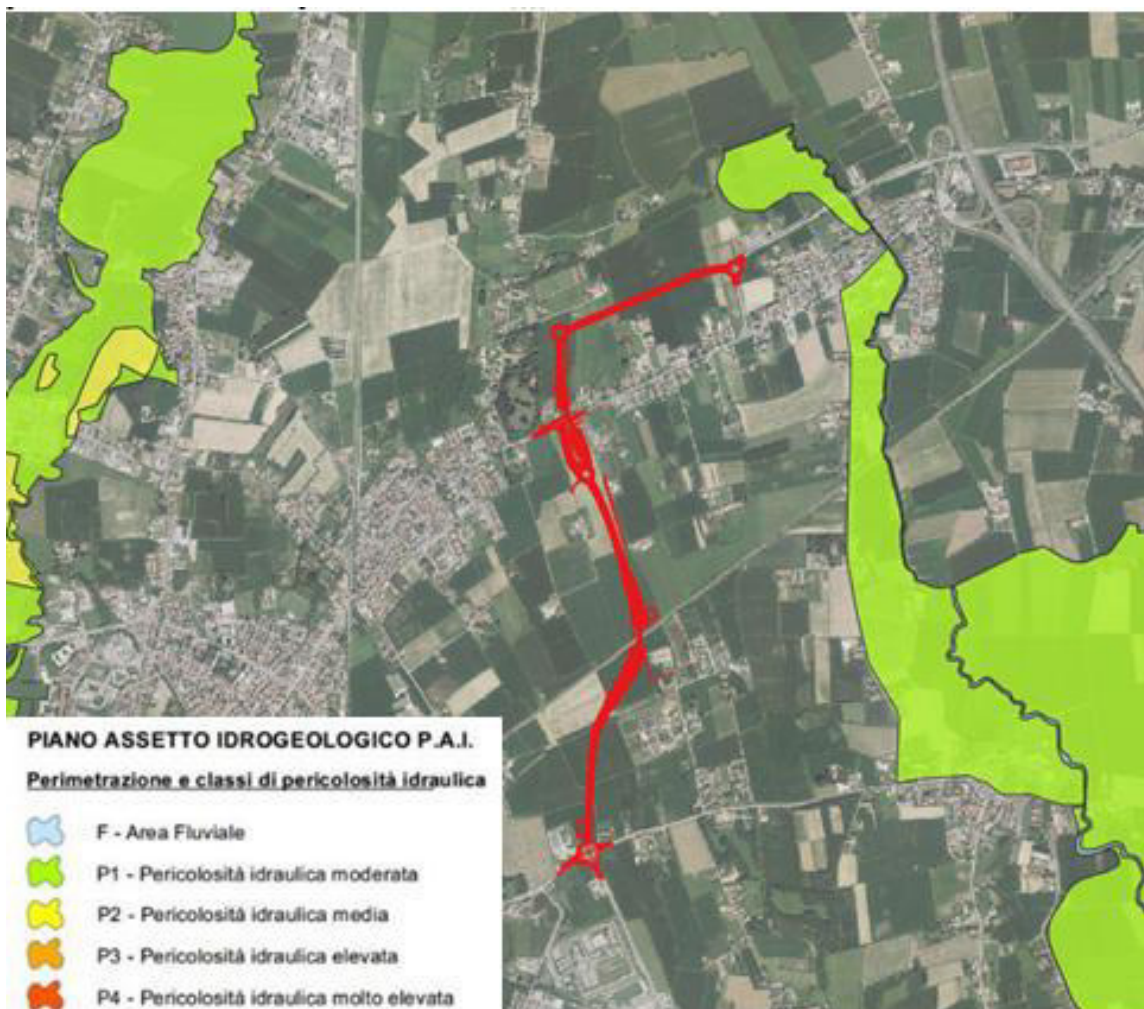 PIANO ASSETTO IDROGEOLOGICO P.A.I.
Perimetrazione e classi di pericolosità idraulica
F - Area Fluviale
P1 - Pericolosità idraulica moderata
P2 - Pericolosità idraulica media
P3 - Pericolosità idraulica elevata
P4 - Pericolosità idraulica molto elevata